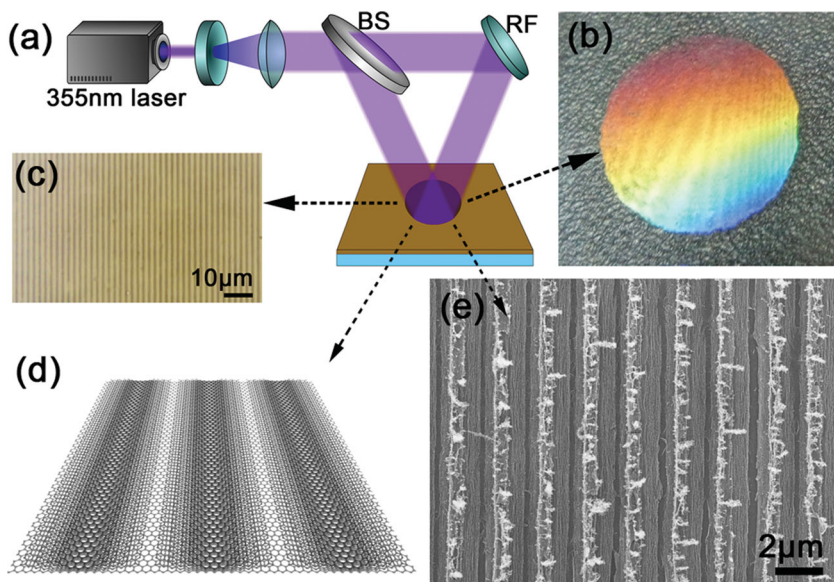 (a)
BS
RF
(b)
355nm laser
(c)
10μm
(d)
(e)
2μm